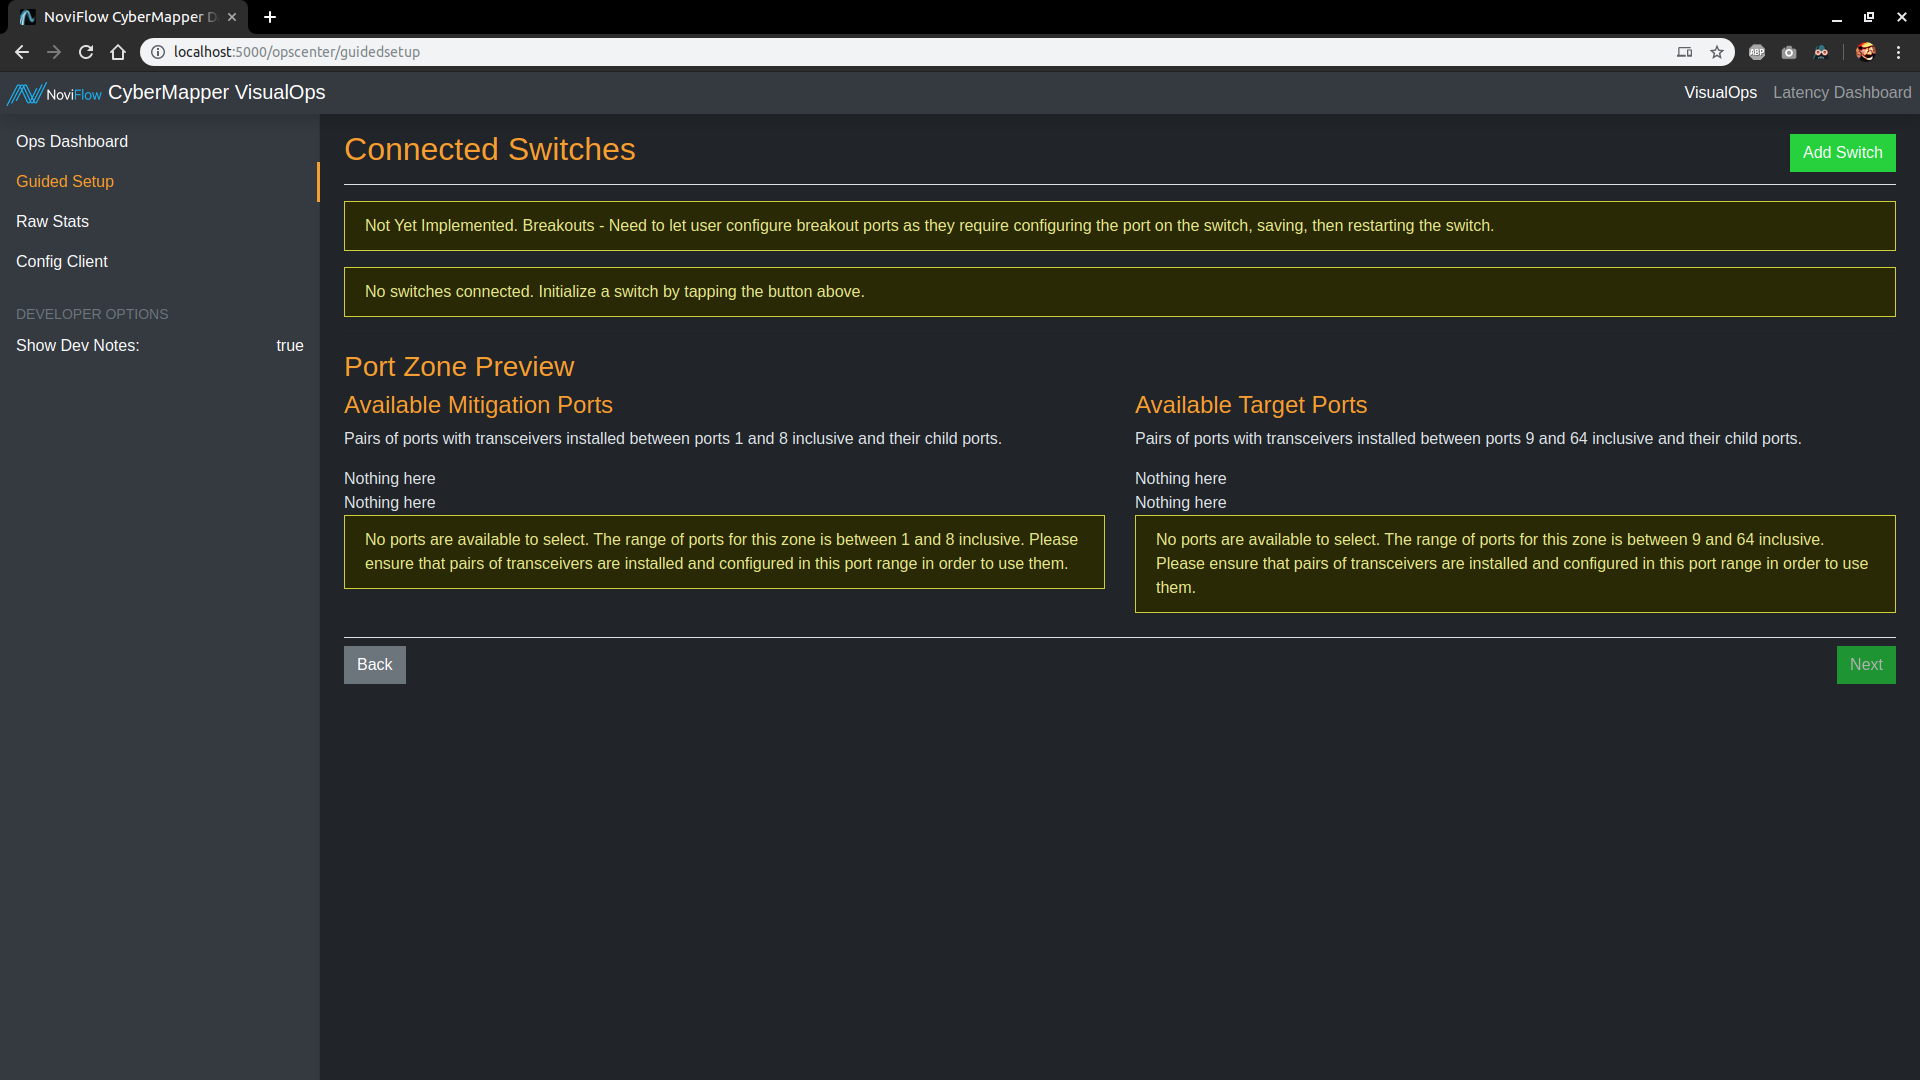 NoviFlow CyberMapper D
localhost:5000/opscenter/guidedsetup
ABP
NoviFlow CyberMapper VisualOps
VisualOps Latency Dashboard
Ops Dashboard
Guided Setup
Raw Stats
Config Client
DEVELOPER OPTIONS
Show Dev Notes: true
Connected Switches
Add Switch
Not Yet Implemented. Breakouts - Need to let user configure breakout ports as they require configuring the port on the switch, saving, then restarting the switch.
No switches connected. Initialize a switch by tapping the button above.
Port Zone Preview
Available Mitigation Ports
Pairs of ports with transceivers installed between ports 1 and 8 inclusive and their child ports.
Nothing here
Nothing here
No ports are available to select. The range of ports for this zone is between 1 and 8 inclusive. Please
ensure that pairs of transceivers are installed and configured in this port range in order to use them.
Available Target Ports
Pairs of ports with transceivers installed between ports 9 and 64 inclusive and their child ports.
Nothing here
Nothing here
No ports are available to select. The range of ports for this zone is between 9 and 64 inclusive.
Please ensure that pairs of transceivers are installed and configured in this port range in order to use
them.
Back
Next